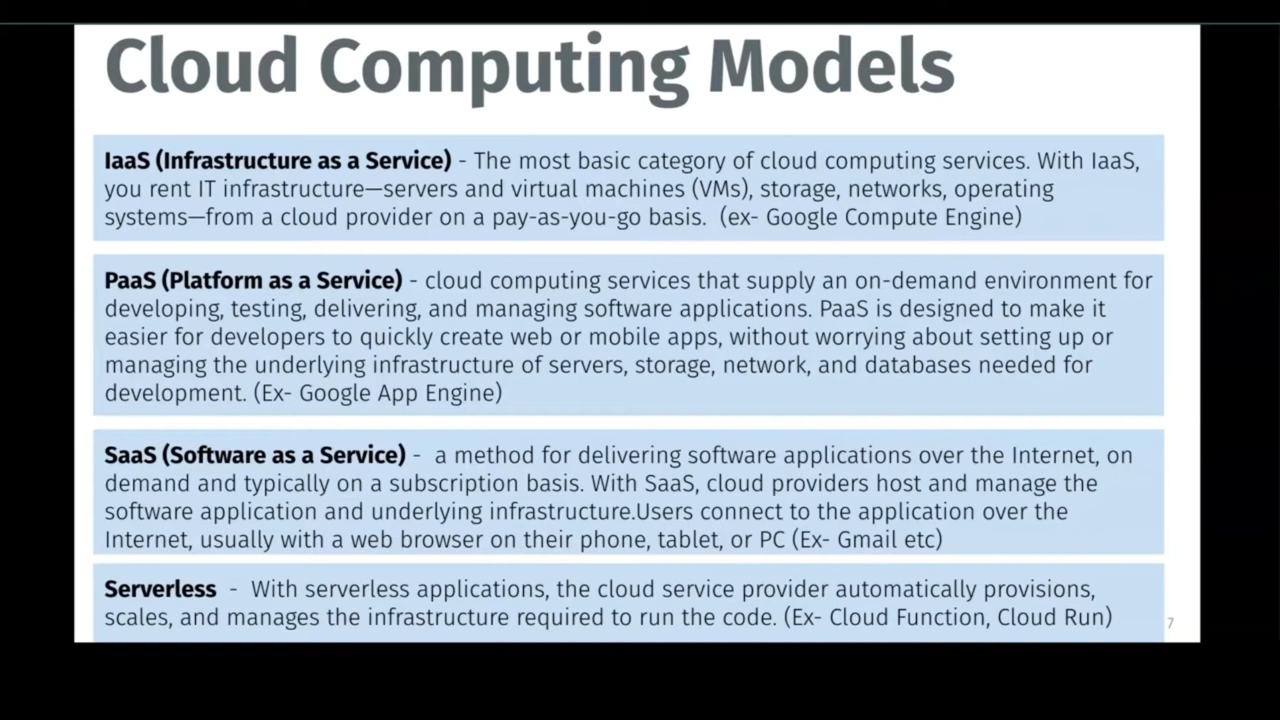 Cloud Computing Models
IaaS (Infrastructure as a Service) - The most basic category of cloud computing services. With IaaS,
you rent IT infrastructure—servers and virtual machines (VMs), storage, networks, operating
systems—from a cloud provider on a pay-as-you-go basis.  (ex- Google Compute Engine)
PaaS (Platform as a Service) - cloud computing services that supply an on-demand environment for
developing, testing, delivering, and managing software applications. PaaS is designed to make it
easier for developers to quickly create web or mobile apps, without worrying about setting up or
managing the underlying infrastructure of servers, storage, network, and databases needed for
development. (Ex- Google App Engine)
SaaS (Software as a Service) -  a method for delivering software applications over the Internet, on
demand and typically on a subscription basis. With SaaS, cloud providers host and manage the
software application and underlying infrastructure.Users connect to the application over the
Internet, usually with a web browser on their phone, tablet, or PC (Ex- Gmail etc)
Serverless  -  With serverless applications, the cloud service provider automatically provisions,
scales, and manages the infrastructure required to run the code. (Ex- Cloud Function, Cloud Run)
7